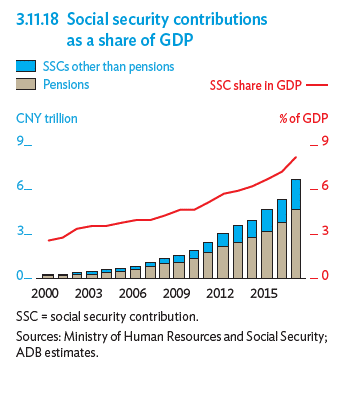 3.11.18 Social security contributions
as a share of GDP
SSCs other than pensions
Pensions
SSC share in GDP
CNY trillion
% of GDP
9
9
6
6
3
3
0
0
2000 2003 2006 2009 2012 2015
SSC = social security contribution.
Sources: Ministry of Human Resources and Social Security;
ADB estimates.